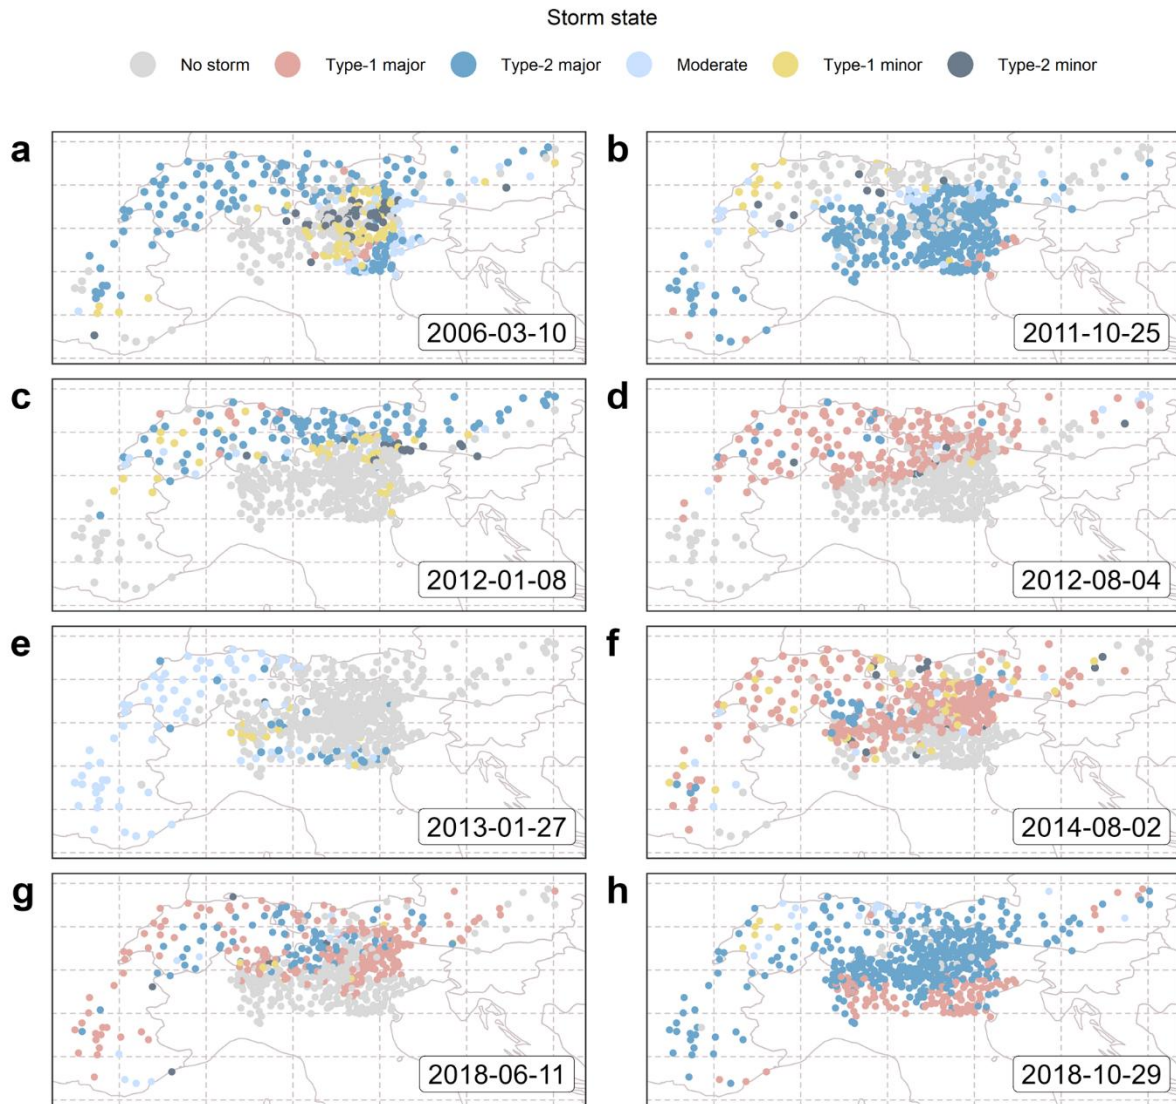 Storm state
No storm Type-1 major Type-2 major Moderate Type-1 minor Type-2 minor
a b
2006-03-10 2011-10-25
c d
2012-01-08 2012-08-04
e f
2013-01-27 2014-08-02
g h
2018-06-11 2018-10-29